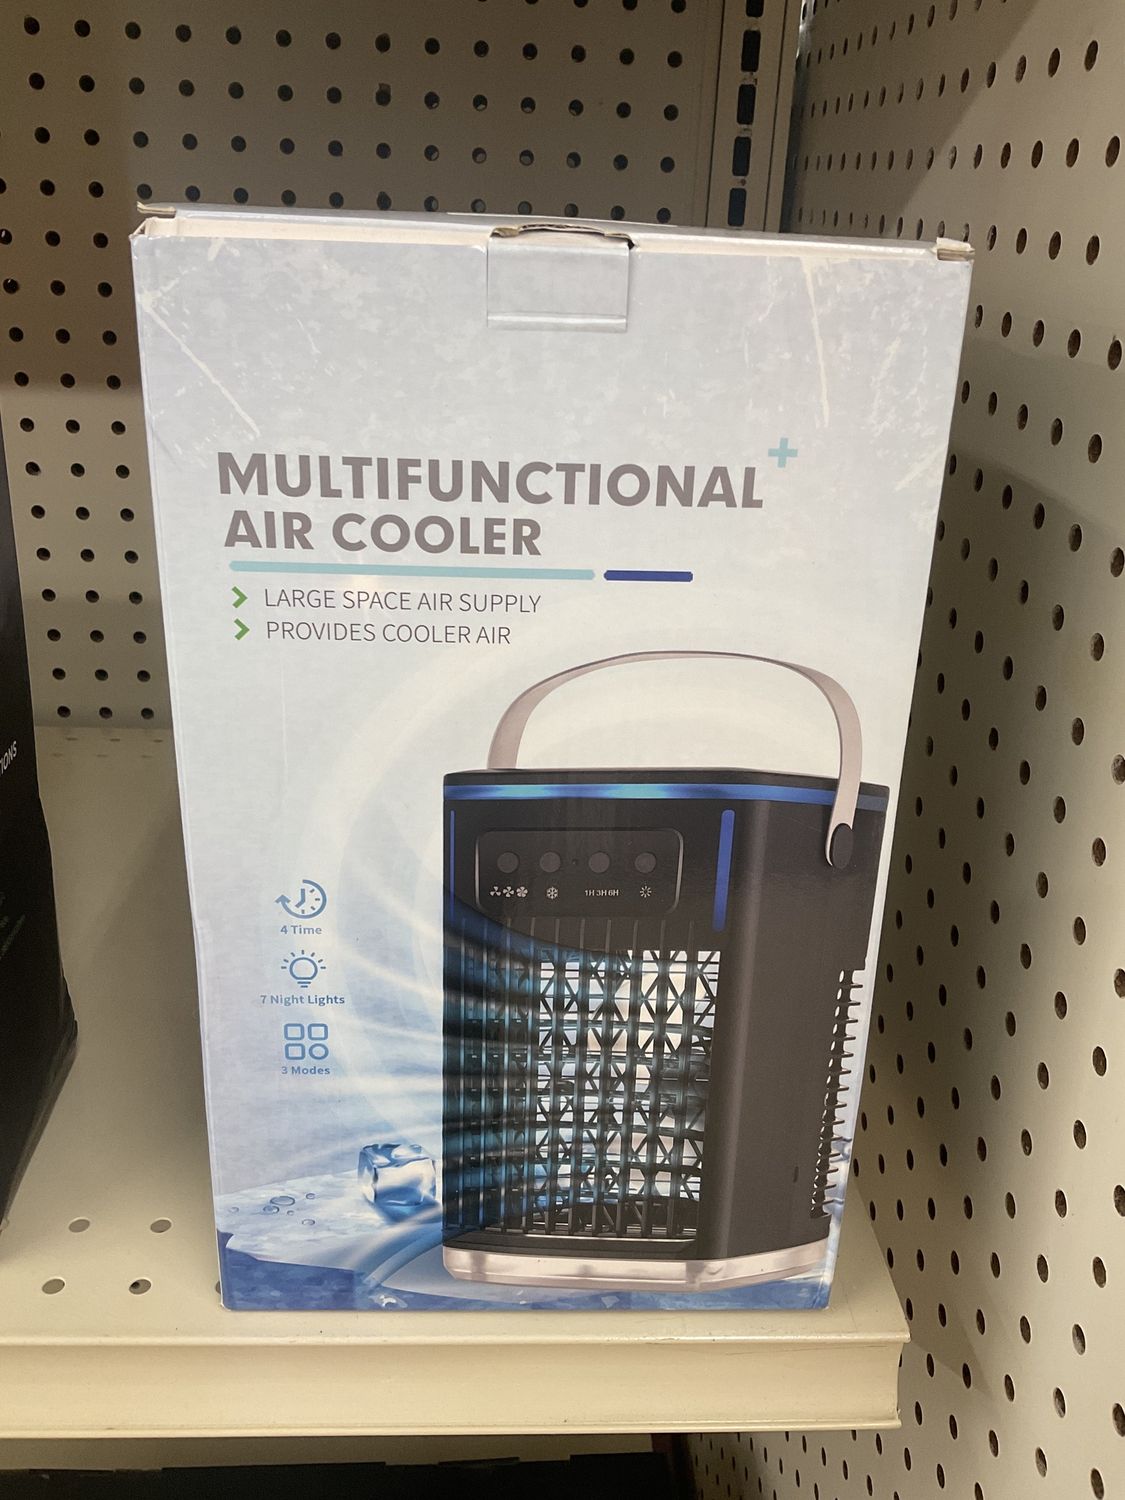 MULTIFUNCTIONAL+
AIR COOLER
LARGE SPACE AIR SUPPLY
PROVIDES COOLER AIR
1H 3H 6H
4 Time
7 Night Lights
3 Modes